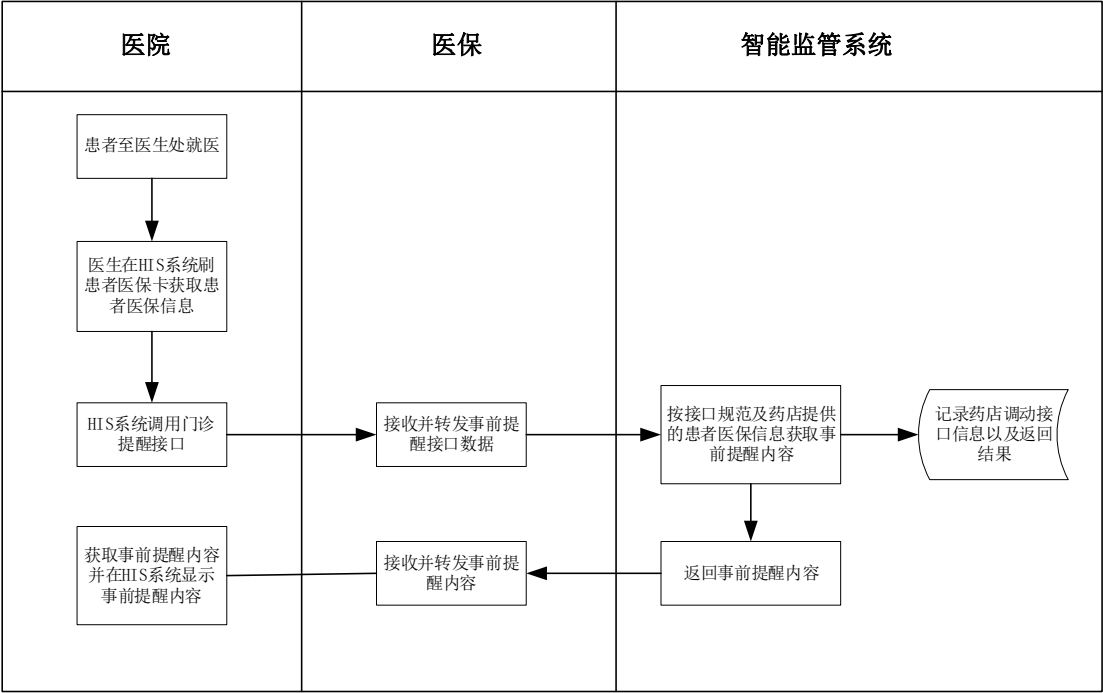 医院
医保
智能监管系统
患者至医生处就医
医生在HIS系统刷
患者医保卡获取患
者医保信息
HIS系统调用门诊
提醒接口
接收并转发事前提
醒接口数据
按接口规范及药店提供
的患者医保信息获取事
前提醒内容
记录药店调动接
口信息以及返回
结果
获取事前提醒内容
并在HIS系统显示
事前提醒内容
接收并转发事前提
醒内容
返回事前提醒内容